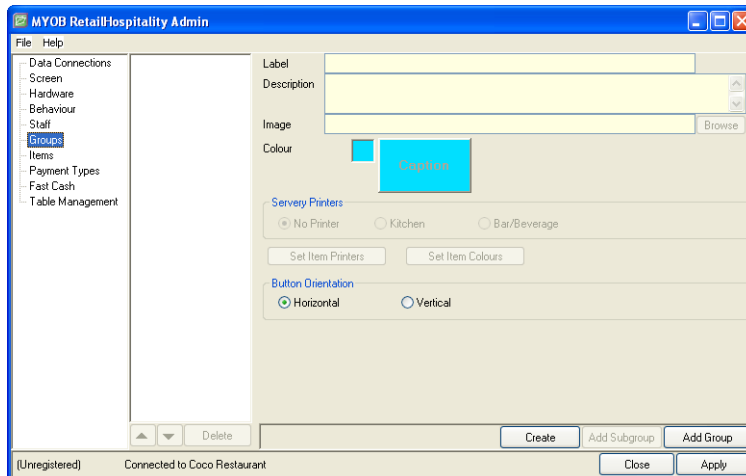 MYOB RetailHospitality Admin
File Help
Data Connections
Screen
Hardware
Behaviour
Staff
Groups
Items
Payment Types
Fast Cash
Table Management
Label
Description
Image
Browse
Colour
Caption
Servery Printers
No Printer Kitchen Bar/Beverage
Set Item Printers Set Item Colours
Button Orientation
Horizontal Vertical
Delete
Create Add Subgroup Add Group
(Unregistered) Connected to Coco Restaurant Close Apply